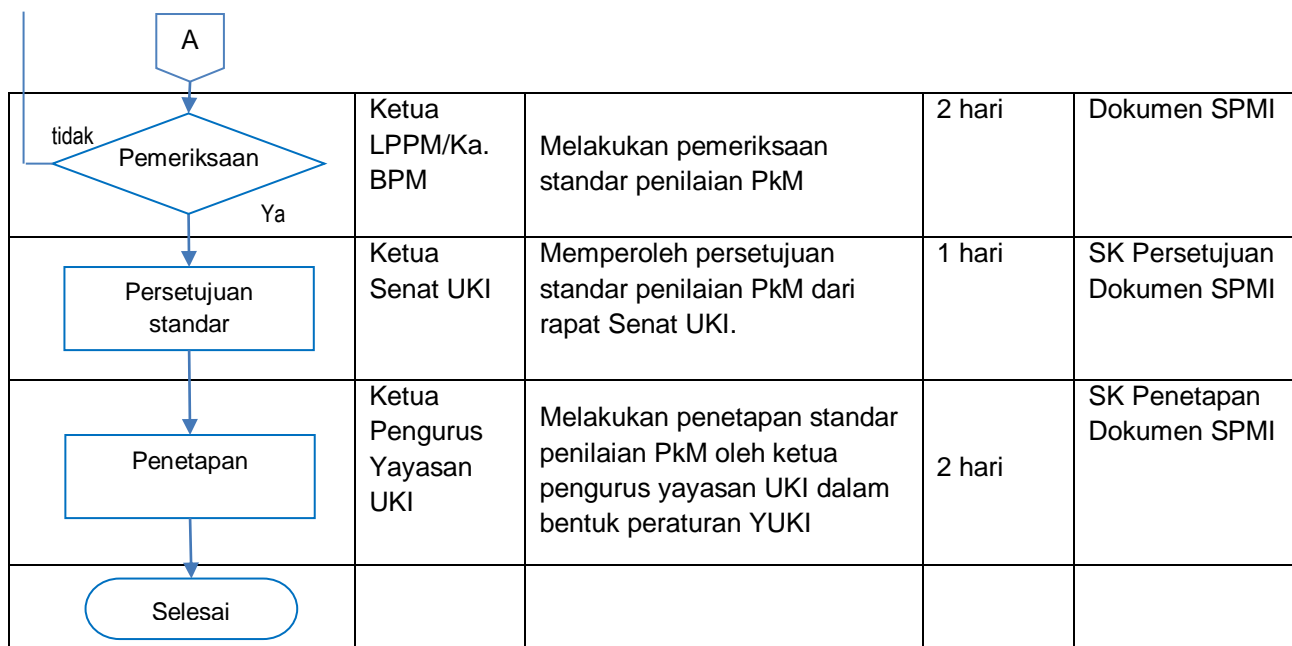 A
tidak
Pemeriksaan
Ya
Ketua
LPPM/Ka.
BPM
Melakukan pemeriksaan
standar penilaian PkM
2 hari
Dokumen SPMI
Persetujuan
standar
Ketua
Senat UKI
Memperoleh persetujuan
standar penilaian PkM dari
rapat Senat UKI.
1 hari
SK Persetujuan
Dokumen SPMI
Penetapan
Ketua
Pengurus
Yayasan
UKI
Melakukan penetapan standar
penilaian PkM oleh ketua
pengurus yayasan UKI dalam
bentuk peraturan YUKI
2 hari
SK Penetapan
Dokumen SPMI
Selesai